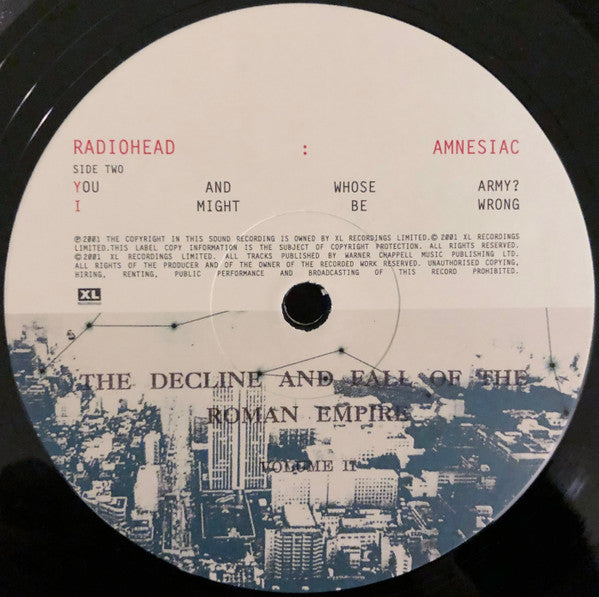 RADIOHEAD : AMNESIAC
SIDE TWO
YOU AND WHOSE ARMY?
I MIGHT BE WRONG
℗2001 THE COPYRIGHT IN THIS SOUND RECORDING IS OWNED BY XL RECORDINGS LIMITED.© 2001 XL RECORDINGS
LIMITED.THIS LABEL COPY INFORMATION IS THE SUBJECT OF COPYRIGHT PROTECTION. ALL RIGHTS RESERVED.
©2001 XL RECORDINGS LIMITED. ALL TRACKS PUBLISHED BY WARNER CHAPPELL MUSIC PUBLISHING LTD.
ALL RIGHTS OF THE PRODUCER AND OF THE OWNER OF THE RECORDED WORK RESERVED. UNAUTHORISED COPYING,
HIRING, RENTING, PUBLIC PERFORMANCE AND BROADCASTING OF THIS RECORD PROHIBITED.
XL
RECORDINGS
THE DECLINE AND FALL OF THE
ROMAN EMPIRE
VOLUME II